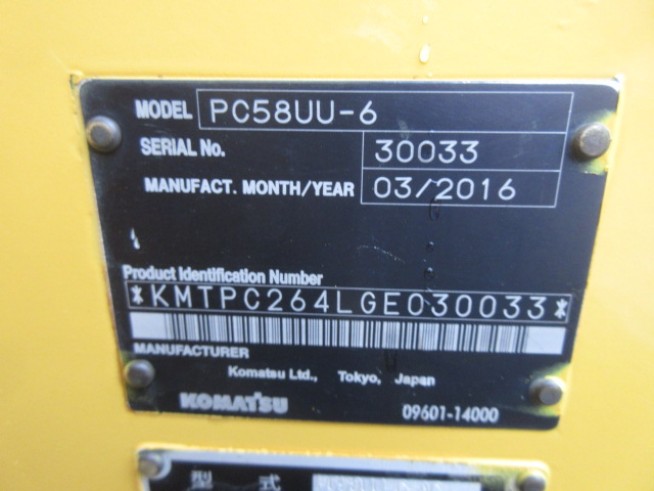 MODEL PC58UU-6
SERIAL No. 30033
MANUFACT. MONTH/YEAR 03/2016
Product Identification Number
*KMTPC264LGE030033*
MANUFACTURER
Komatsu Ltd., Tokyo, Japan
KOMATSU 09601-14000
型 式